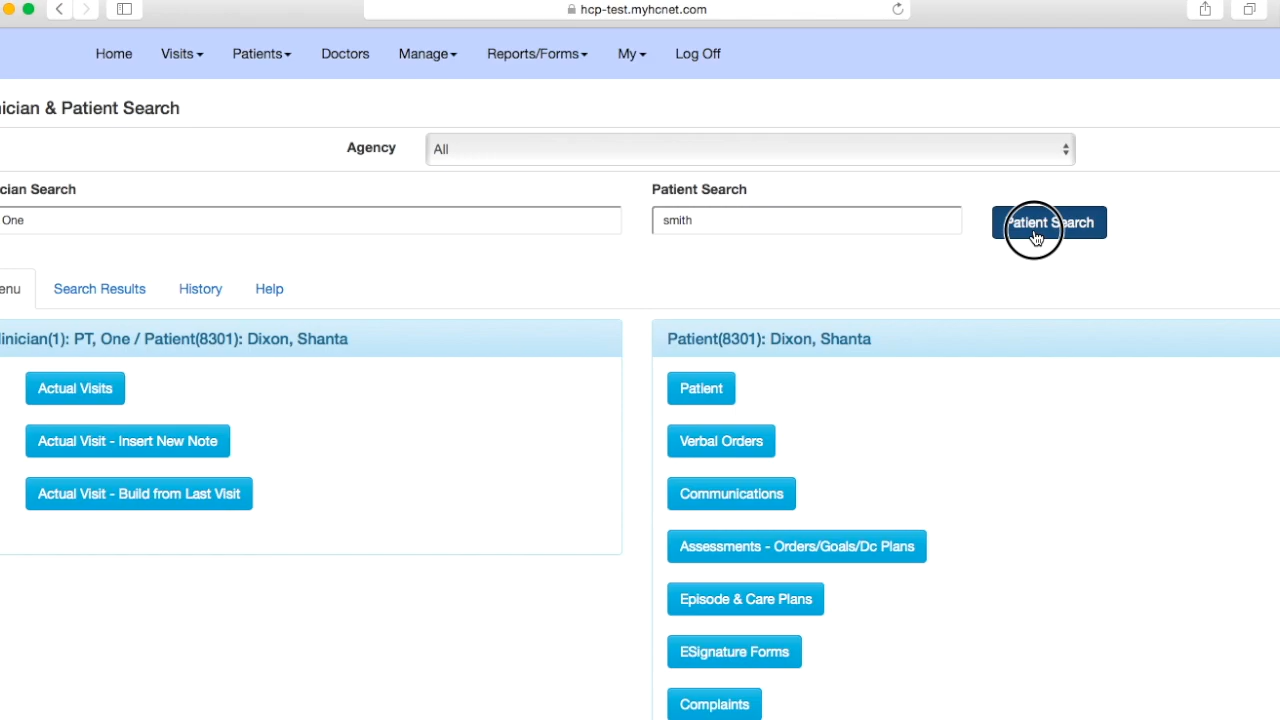 hcp-test.myhcnet.com
Home Visits Patients Doctors Manage Reports/Forms My Log Off
ician & Patient Search
Agency All
cian Search Patient Search
One smith Patient Search
enu Search Results History Help
linician(1): PT, One / Patient(8301): Dixon, Shanta Patient(8301): Dixon, Shanta
Actual Visits Patient
Actual Visit - Insert New Note Verbal Orders
Actual Visit - Build from Last Visit Communications
Assessments - Orders/Goals/Dc Plans
Episode & Care Plans
ESignature Forms
Complaints